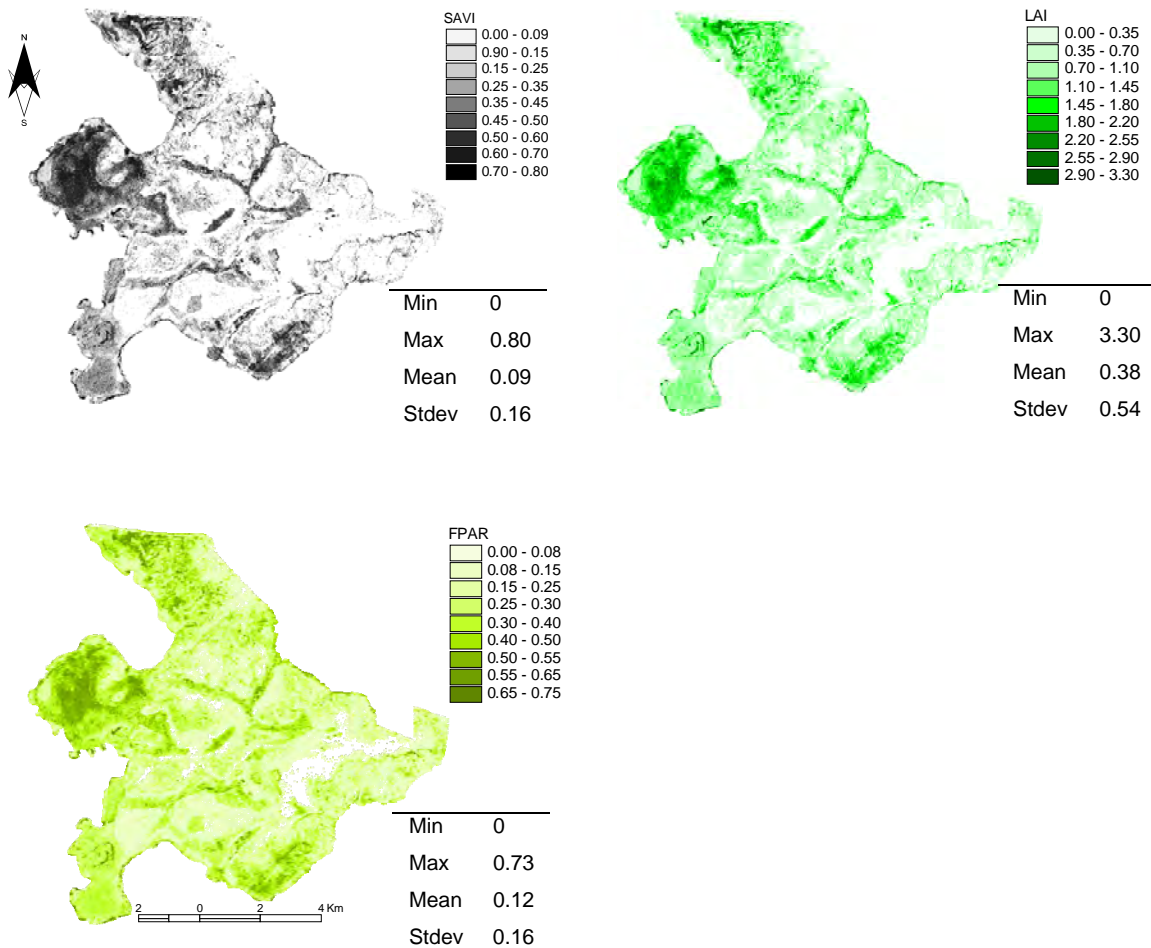 SAVI
0.00 - 0.09
0.90 - 0.15
0.15 - 0.25
0.25 - 0.35
0.35 - 0.45
0.45 - 0.50
0.50 - 0.60
0.60 - 0.70
0.70 - 0.80
N
S
Min 0
Max 0.80
Mean 0.09
Stdev 0.16
LAI
0.00 - 0.35
0.35 - 0.70
0.70 - 1.10
1.10 - 1.45
1.45 - 1.80
1.80 - 2.20
2.20 - 2.55
2.55 - 2.90
2.90 - 3.30
Min 0
Max 3.30
Mean 0.38
Stdev 0.54
FPAR
0.00 - 0.08
0.08 - 0.15
0.15 - 0.25
0.25 - 0.30
0.30 - 0.40
0.40 - 0.50
0.50 - 0.55
0.55 - 0.65
0.65 - 0.75
Min 0
Max 0.73
Mean 0.12
Stdev 0.16
2 0 2 4 Km